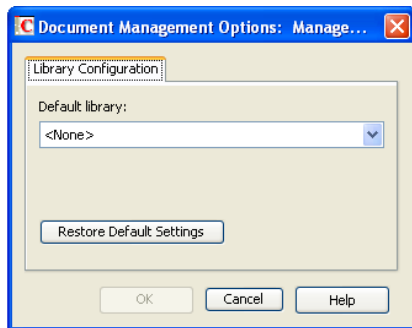 C Document Management Options: Manage...
Library Configuration
Default library:
<None>
Restore Default Settings
OK Cancel Help